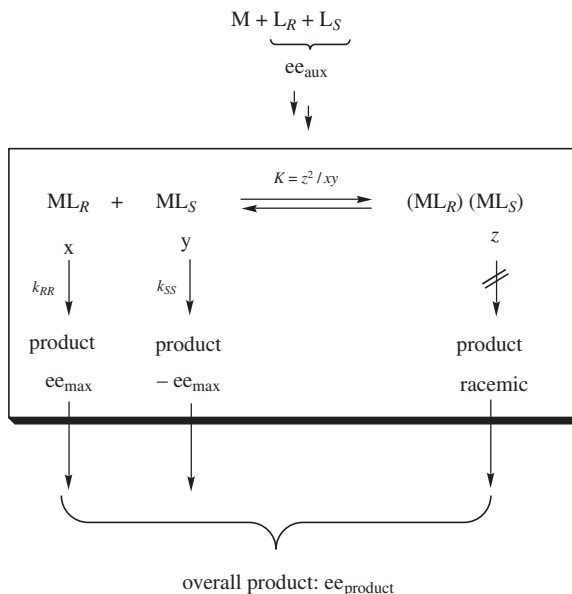 M + L_R + L_S
ee_aux
K = z² / xy
ML_R + ML_S (ML_R) (ML_S)
x y z
k_RR k_SS
product product product
ee_max − ee_max racemic
overall product: ee_product